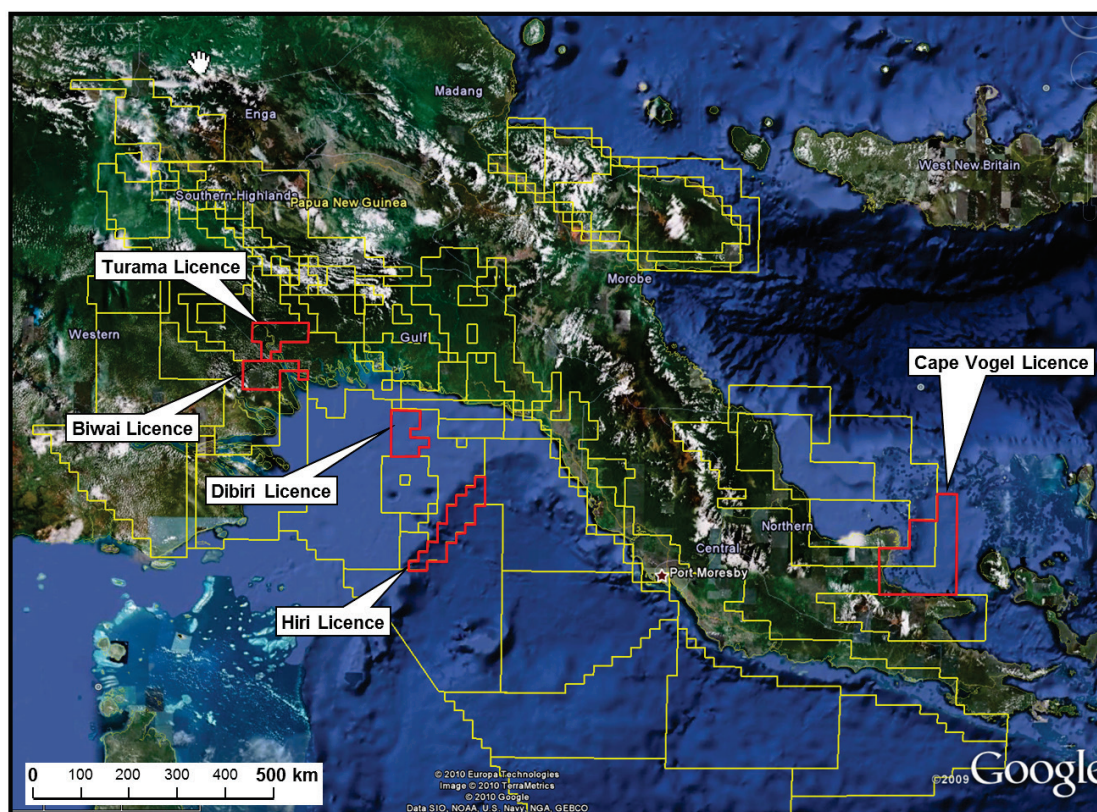 Madang
Enga
West New Britain
Southern Highlands
Papua New Guinea
Turama Licence
Morobe
Western
Gulf
Cape Vogel Licence
Biwai Licence
Dibiri Licence
Northern
Central
Port Moresby
Hiri Licence
0 100 200 300 500 km
© 2010 Europa Technologies
Image © 2010 TerraMetrics
© 2010 Google
Data SIO, NOAA, U.S. Navy, NGA, GEBCO
©2009 Google